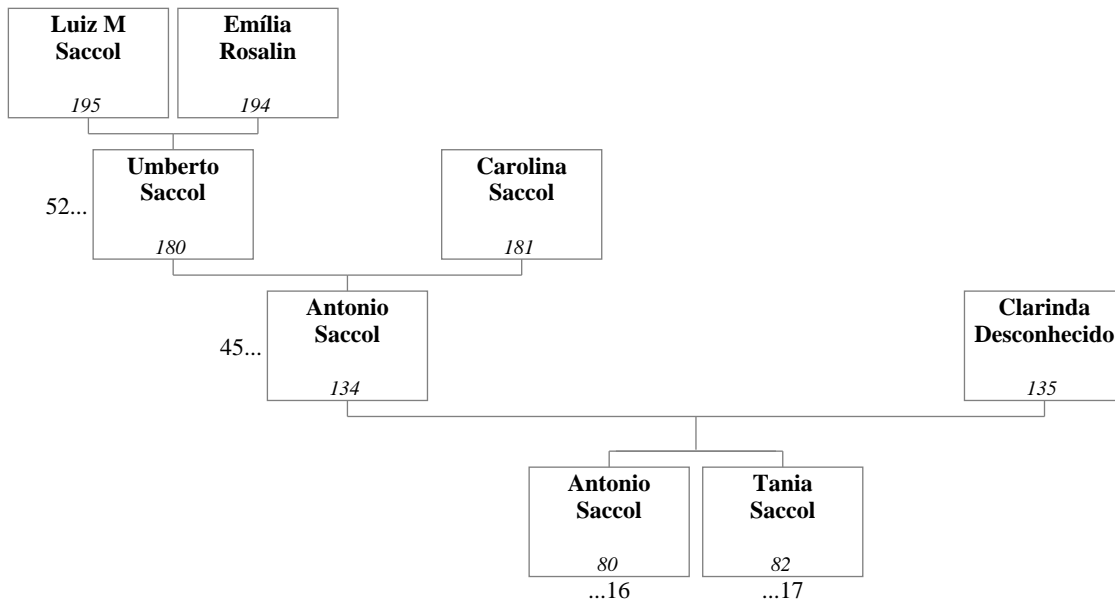 Luiz M
Saccol
195
Emília
Rosalin
194
52...
Umberto
Saccol
180
Carolina
Saccol
181
45...
Antonio
Saccol
134
Clarinda
Desconhecido
135
Antonio
Saccol
80
...16
Tania
Saccol
82
...17